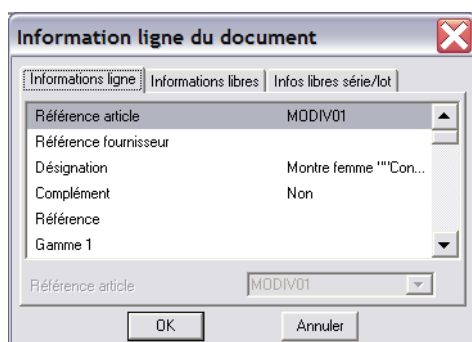 Information ligne du document
Informations ligne Informations libres Infos libres série/lot
Référence article MODIV01
Référence fournisseur
Désignation Montre femme ""Con...
Complément Non
Référence
Gamme 1
Référence article MODIV01
OK Annuler